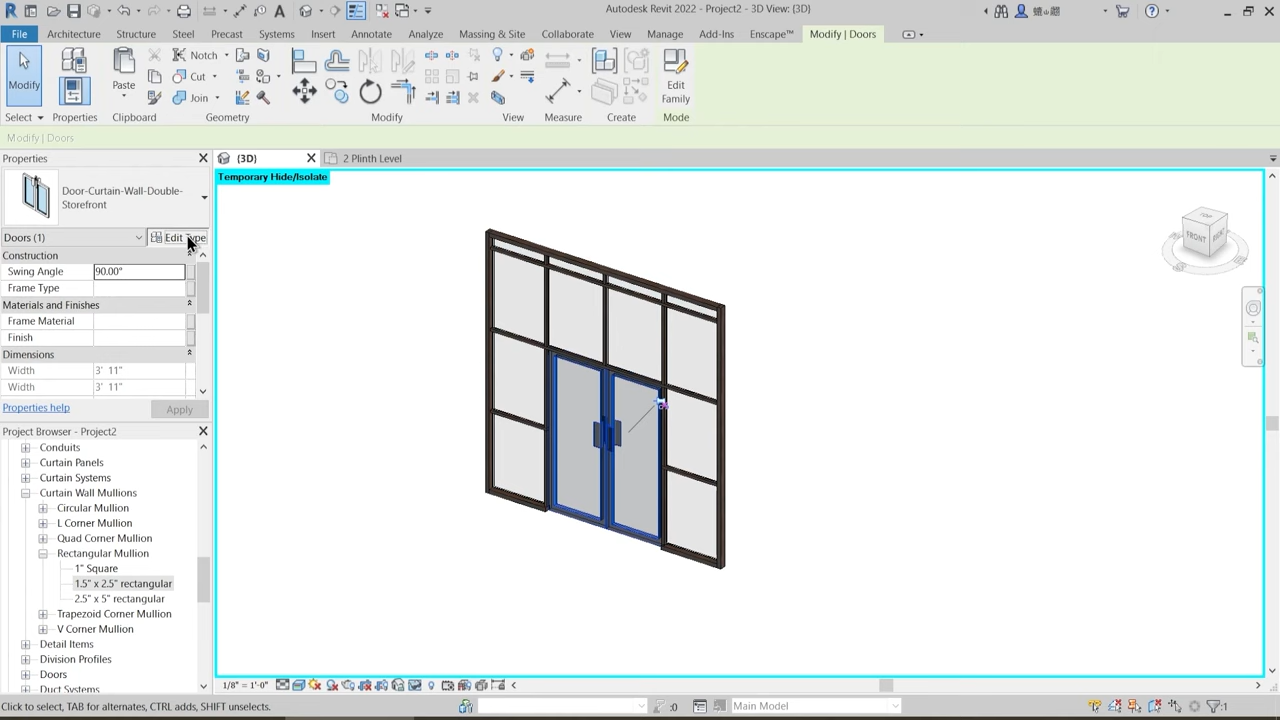 Autodesk Revit 2022 - Project2 - 3D View: {3D}
File Architecture Structure Steel Precast Systems Insert Annotate Analyze Massing & Site Collaborate View Manage Add-Ins Enscape™ Modify | Doors
Modify
Paste
Notch
Cut
Join
Edit
Family
Select Properties Clipboard Geometry Modify View Measure Create Mode
Modify | Doors
Properties
{3D}
2 Plinth Level
Temporary Hide/Isolate
Door-Curtain-Wall-Double-
Storefront
Doors (1)
Edit Type
Construction
Swing Angle 90.00°
Frame Type
Materials and Finishes
Frame Material
Finish
Dimensions
Width 3' 11"
Width 3' 11"
Properties help
Apply
TOP
FRONT
Project Browser - Project2
Conduits
Curtain Panels
Curtain Systems
Curtain Wall Mullions
Circular Mullion
L Corner Mullion
Quad Corner Mullion
Rectangular Mullion
1" Square
1.5" x 2.5" rectangular
2.5" x 5" rectangular
Trapezoid Corner Mullion
V Corner Mullion
Detail Items
Division Profiles
Doors
Duct Systems
1/8" = 1'-0"
Click to select, TAB for alternates, CTRL adds, SHIFT unselects.
:0
Main Model
:1